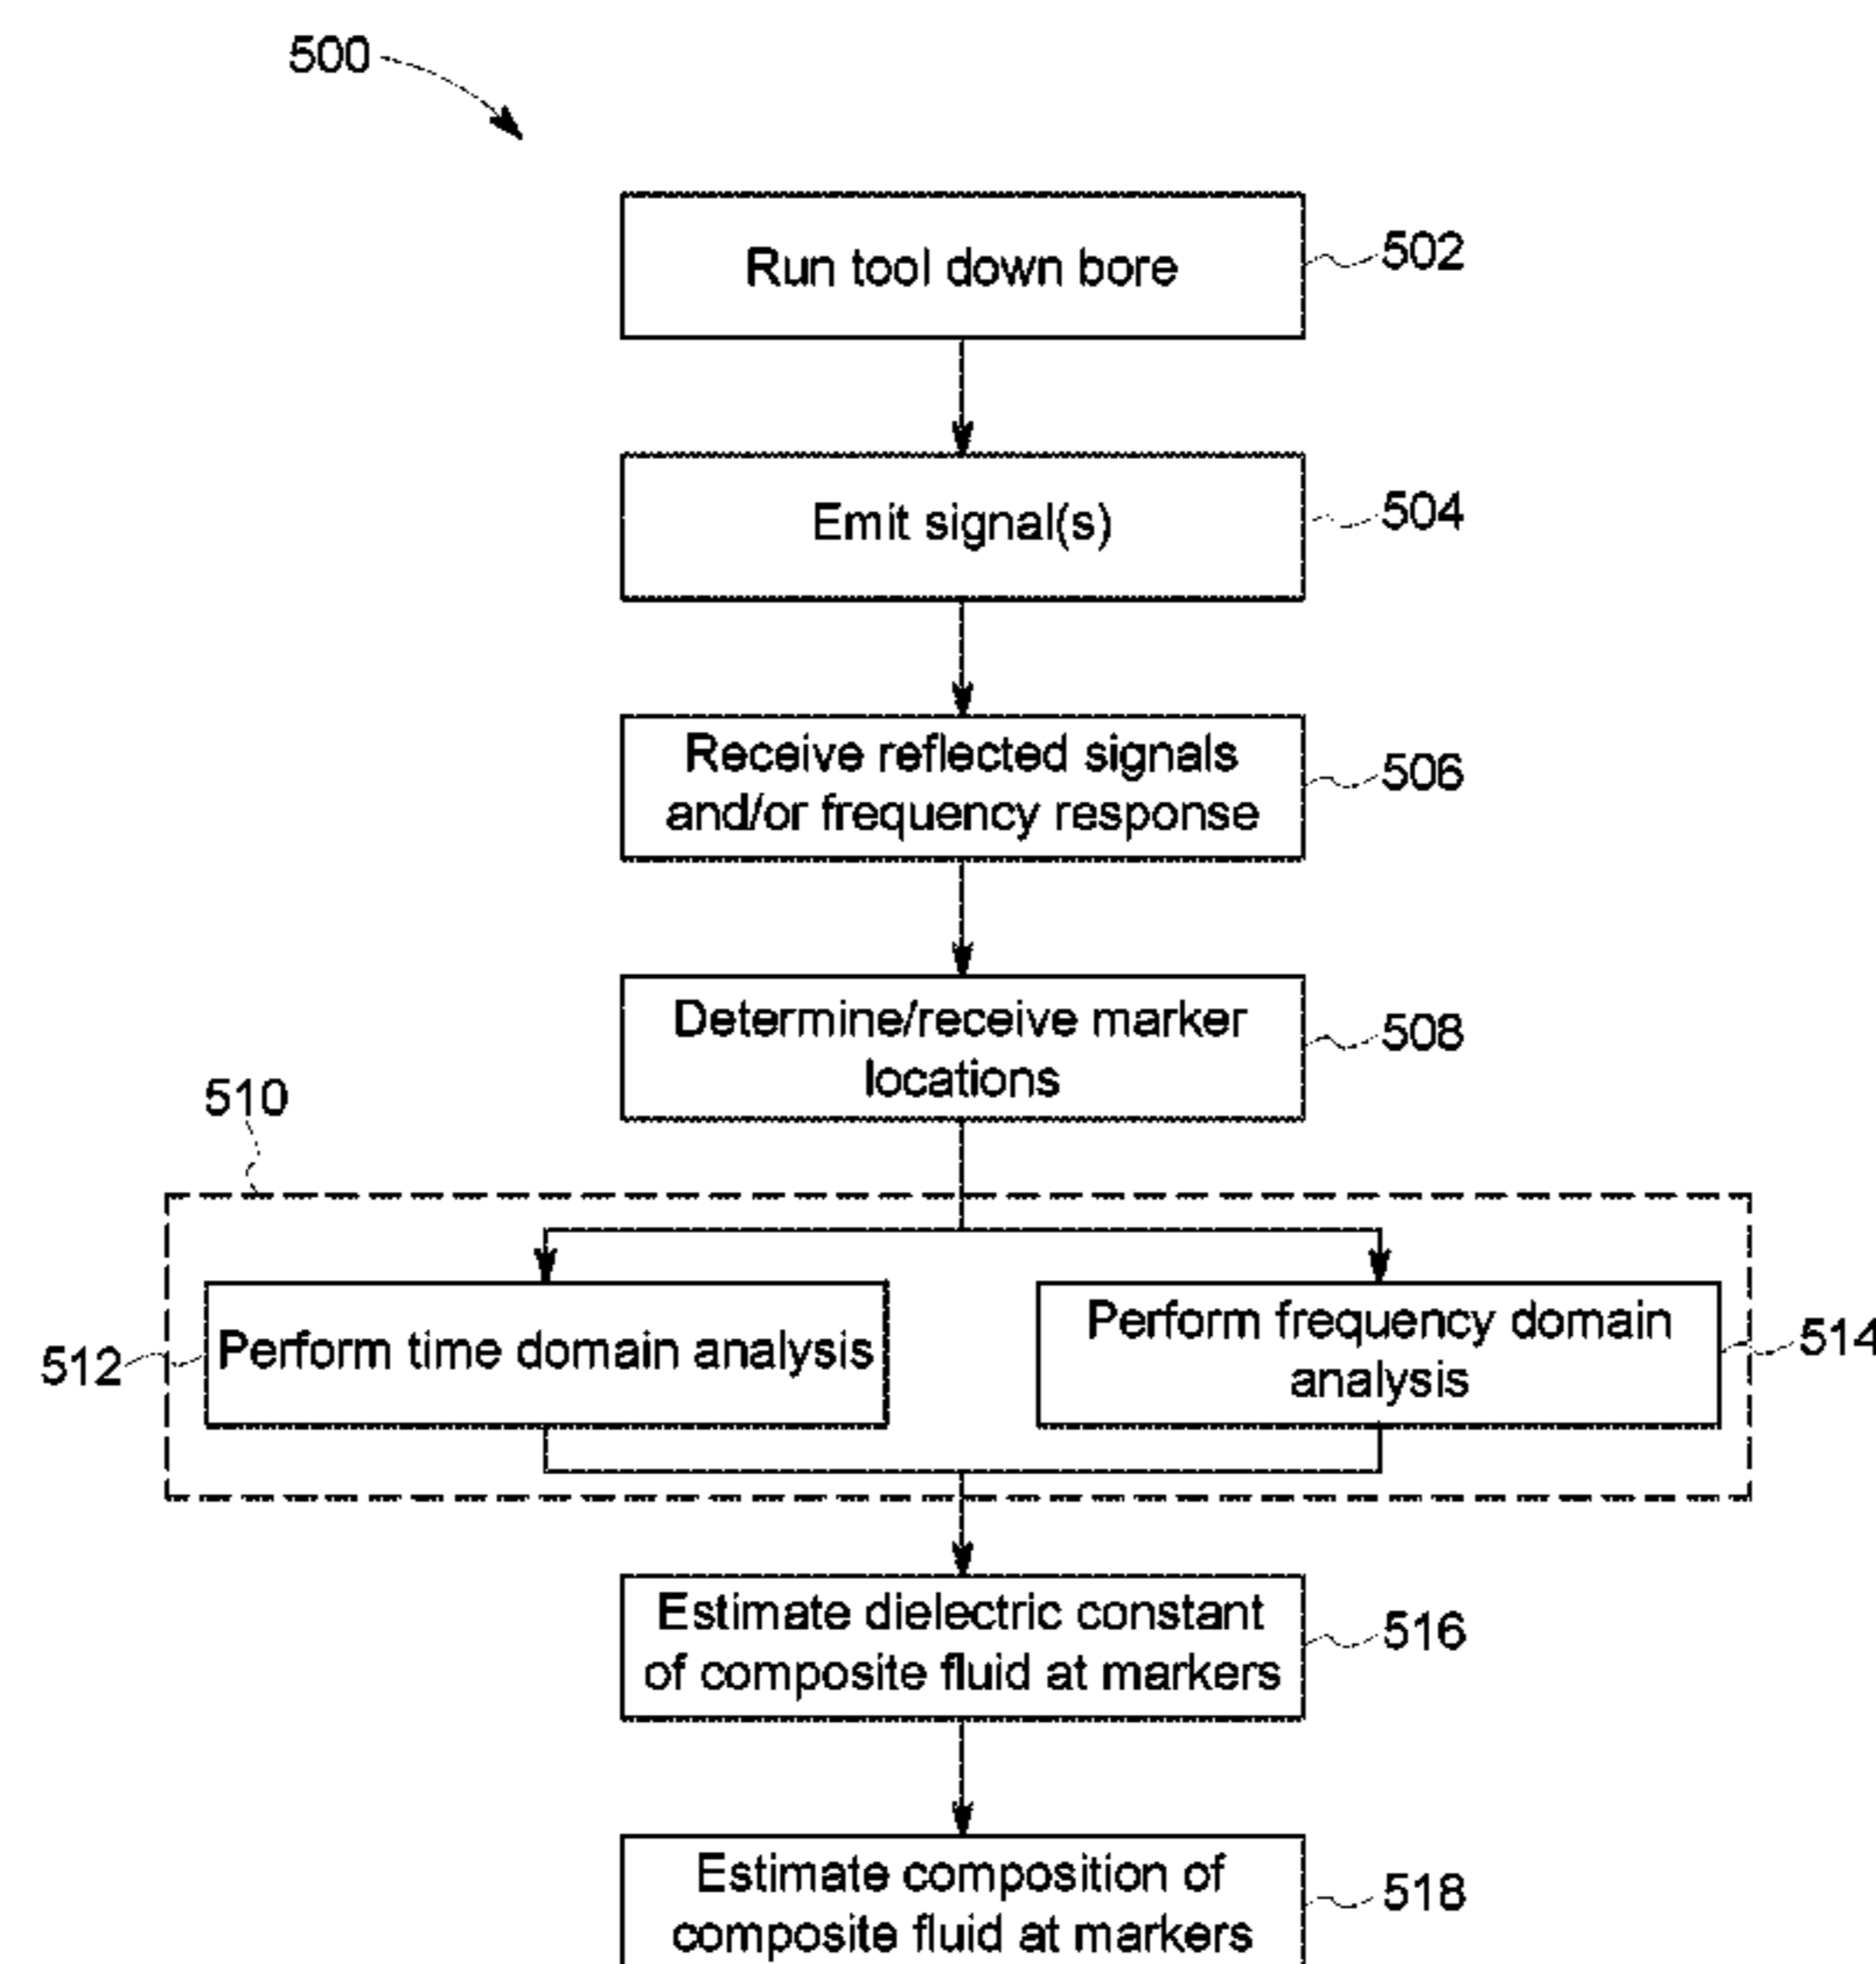 500
Run tool down bore
502
Emit signal(s)
504
Receive reflected signals
and/or frequency response
506
Determine/receive marker
locations
508
510
512
Perform time domain analysis
Perform frequency domain
analysis
514
Estimate dielectric constant
of composite fluid at markers
516
Estimate composition of
composite fluid at markers
518